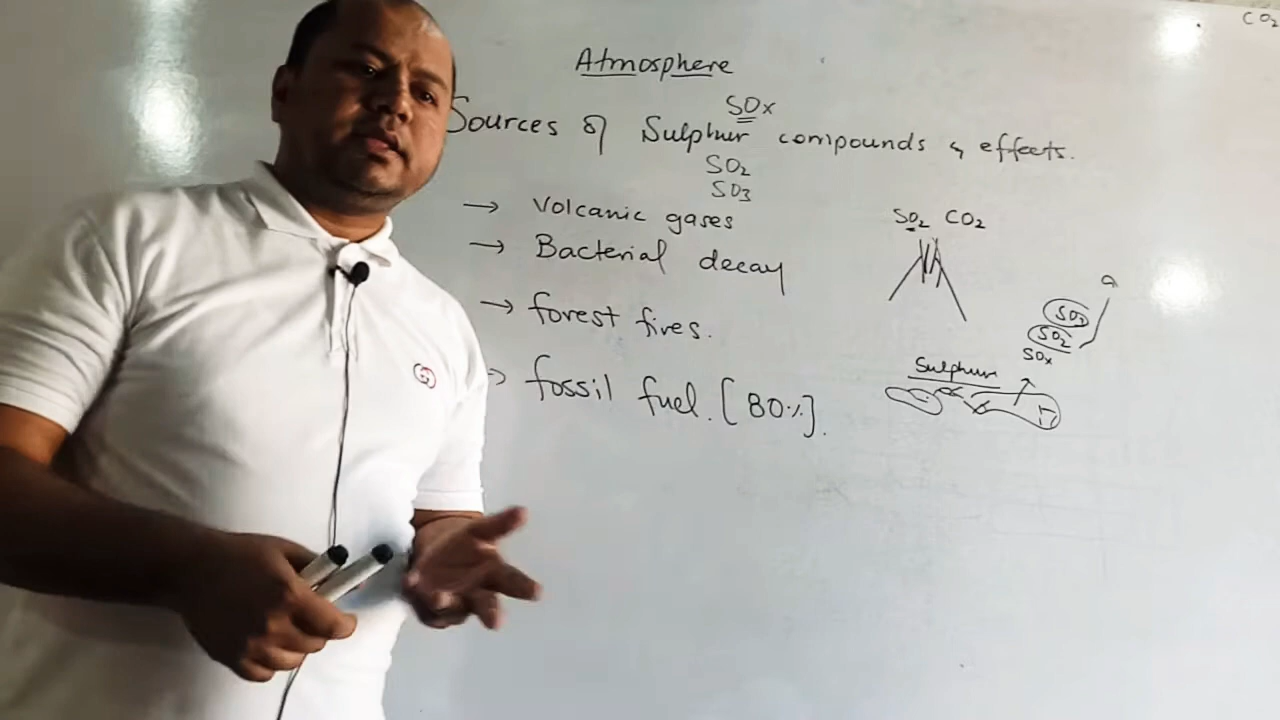 CO₂
Atmosphere
SOx
Sources of Sulphur compounds & effects.
SO₂
SO₃
→ Volcanic gases
→ Bacterial decay
→ forest fires.
→ fossil fuel. [80%].
SO₂ CO₂
SO₃
SO₂
SOx
Sulphur